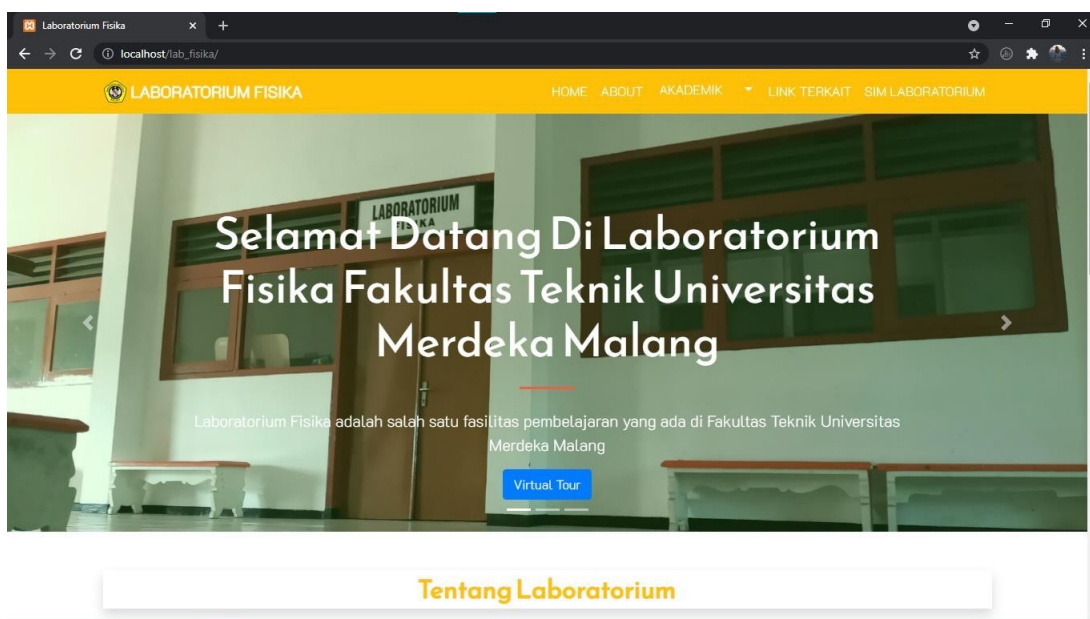 Laboratorium Fisika
localhost/lab_fisika/
LABORATORIUM FISIKA
HOME ABOUT AKADEMIK LINK TERKAIT SIM LABORATORIUM
LABORATORIUM
FISIKA
Selamat Datang Di Laboratorium
Fisika Fakultas Teknik Universitas
Merdeka Malang
Laboratorium Fisika adalah salah satu fasilitas pembelajaran yang ada di Fakultas Teknik Universitas
Merdeka Malang
Virtual Tour
Tentang Laboratorium